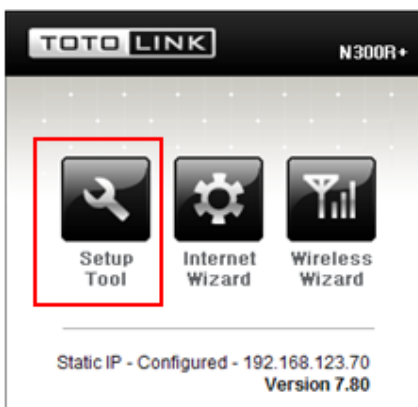 TOTO LINK
N300R+
Setup Tool
Internet Wizard
Wireless Wizard
Static IP - Configured - 192.168.123.70
Version 7.80